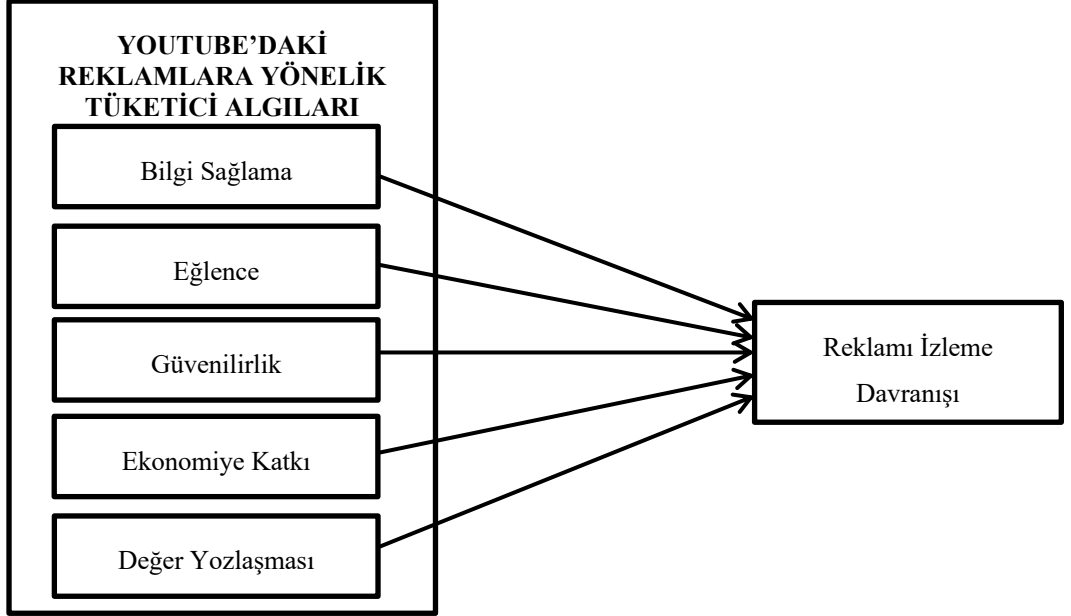 YOUTUBE’DAKİ
REKLAMLARA YÖNELİK
TÜKETİCİ ALGILARI
Bilgi Sağlama
Eğlence
Güvenilirlik
Ekonomiye Katkı
Değer Yozlaşması
Reklamı İzleme
Davranışı